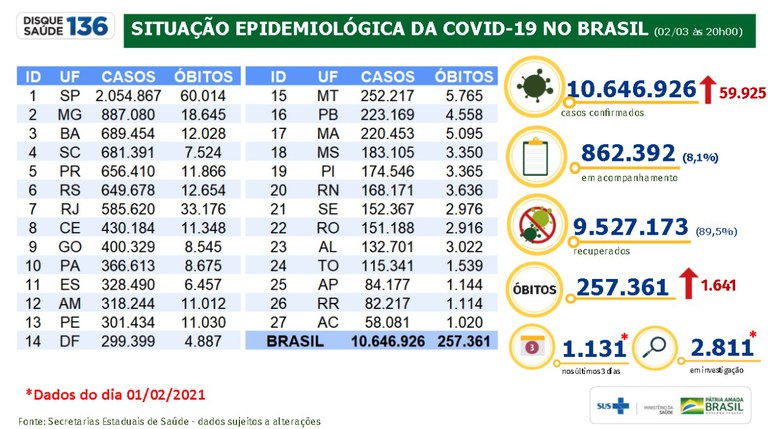 DISQUE
SAÚDE 136
SITUAÇÃO EPIDEMIOLÓGICA DA COVID-19 NO BRASIL (02/03 às 20h00)
ID UF CASOS ÓBITOS
1 SP 2.054.867 60.014
2 MG 887.080 18.645
3 BA 689.454 12.028
4 SC 681.391 7.524
5 PR 656.410 11.866
6 RS 649.678 12.654
7 RJ 585.620 33.176
8 CE 430.184 11.348
9 GO 400.329 8.545
10 PA 366.613 8.675
11 ES 328.490 6.457
12 AM 318.244 11.012
13 PE 301.434 11.030
14 DF 299.399 4.887
ID UF CASOS ÓBITOS
15 MT 252.217 5.765
16 PB 223.169 4.558
17 MA 220.453 5.095
18 MS 183.105 3.350
19 PI 174.546 3.365
20 RN 168.171 3.636
21 SE 152.367 2.976
22 RO 151.188 2.916
23 AL 132.701 3.022
24 TO 115.341 1.539
25 AP 84.177 1.144
26 RR 82.217 1.114
27 AC 58.081 1.020
BRASIL 10.646.926 257.361
10.646.926 59.925
casos confirmados
862.392 (8,1%)
em acompanhamento
9.527.173 (89,5%)
recuperados
ÓBITOS 257.361 1.641
3 1.131*
nos últimos 3 dias
2.811*
em investigação
*Dados do dia 01/02/2021
Fonte: Secretarias Estaduais de Saúde - dados sujeitos a alterações
SUS
MINISTÉRIO DA
SAÚDE
PÁTRIA AMADA
BRASIL